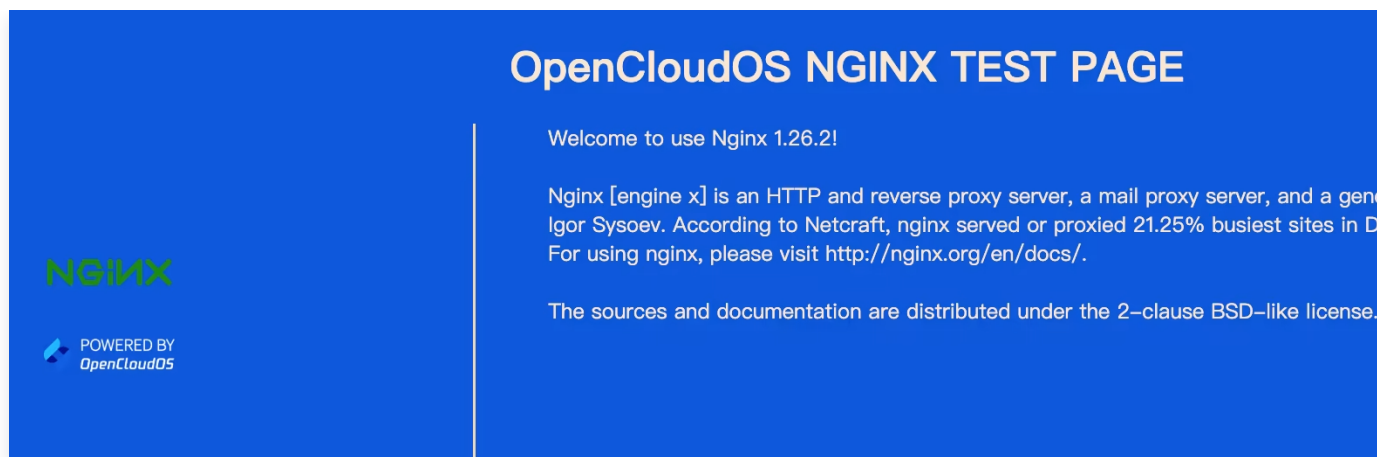 OpenCloudOS NGINX TEST PAGE
Welcome to use Nginx 1.26.2!
Nginx [engine x] is an HTTP and reverse proxy server, a mail proxy server, and a
Igor Sysoev. According to Netcraft, nginx served or proxied 21.25% busiest sites in
For using nginx, please visit http://nginx.org/en/docs/.
The sources and documentation are distributed under the 2-clause BSD-like license.
NGiNX
POWERED BY
OpenCloudOS